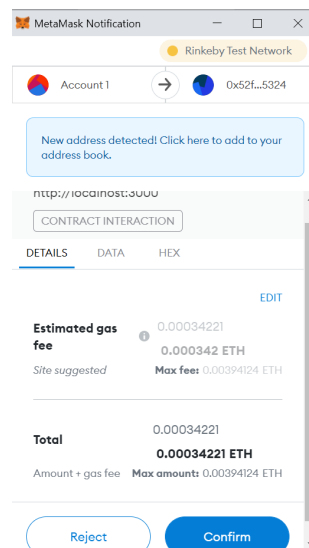 MetaMask Notification
Rinkeby Test Network
Account 1
0x52f...5324
New address detected! Click here to add to your
address book.
http://localhost:3000
CONTRACT INTERACTION
DETAILS DATA HEX
EDIT
Estimated gas
fee
0.00034221
0.000342 ETH
Site suggested
Max fee: 0.00394124 ETH
Total
0.00034221
0.00034221 ETH
Amount + gas fee
Max amount: 0.00394124 ETH
Reject
Confirm